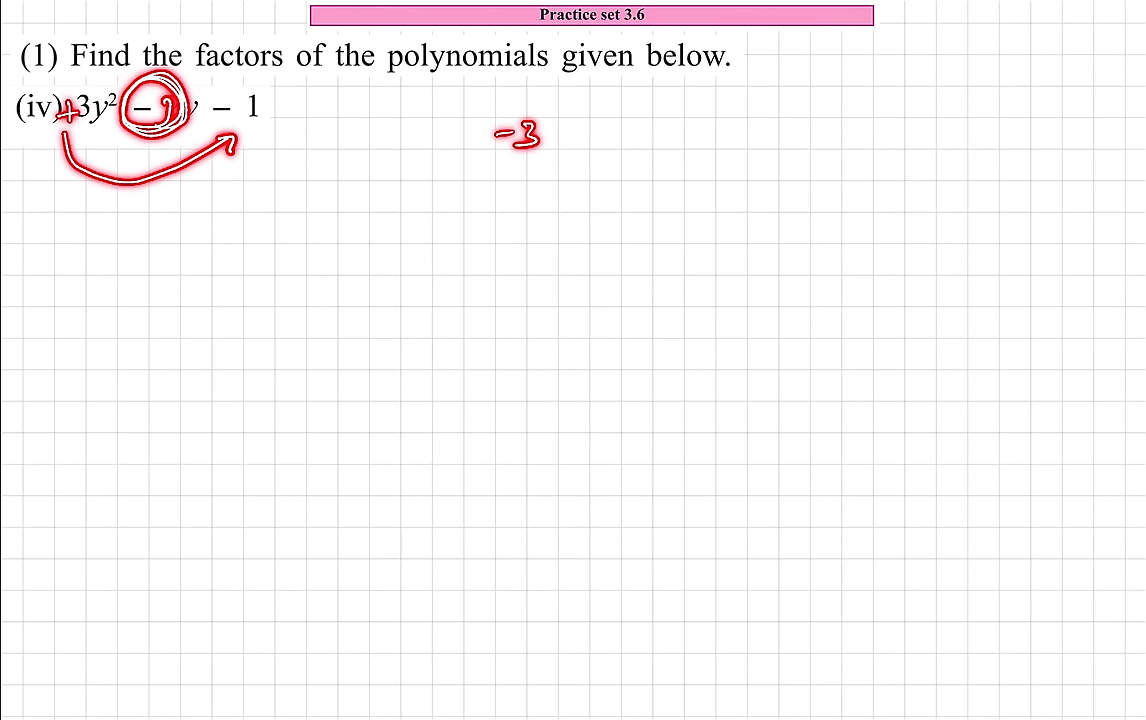 Practice set 3.6
(1) Find the factors of the polynomials given below.
(iv) +3y² – y – 1
-3